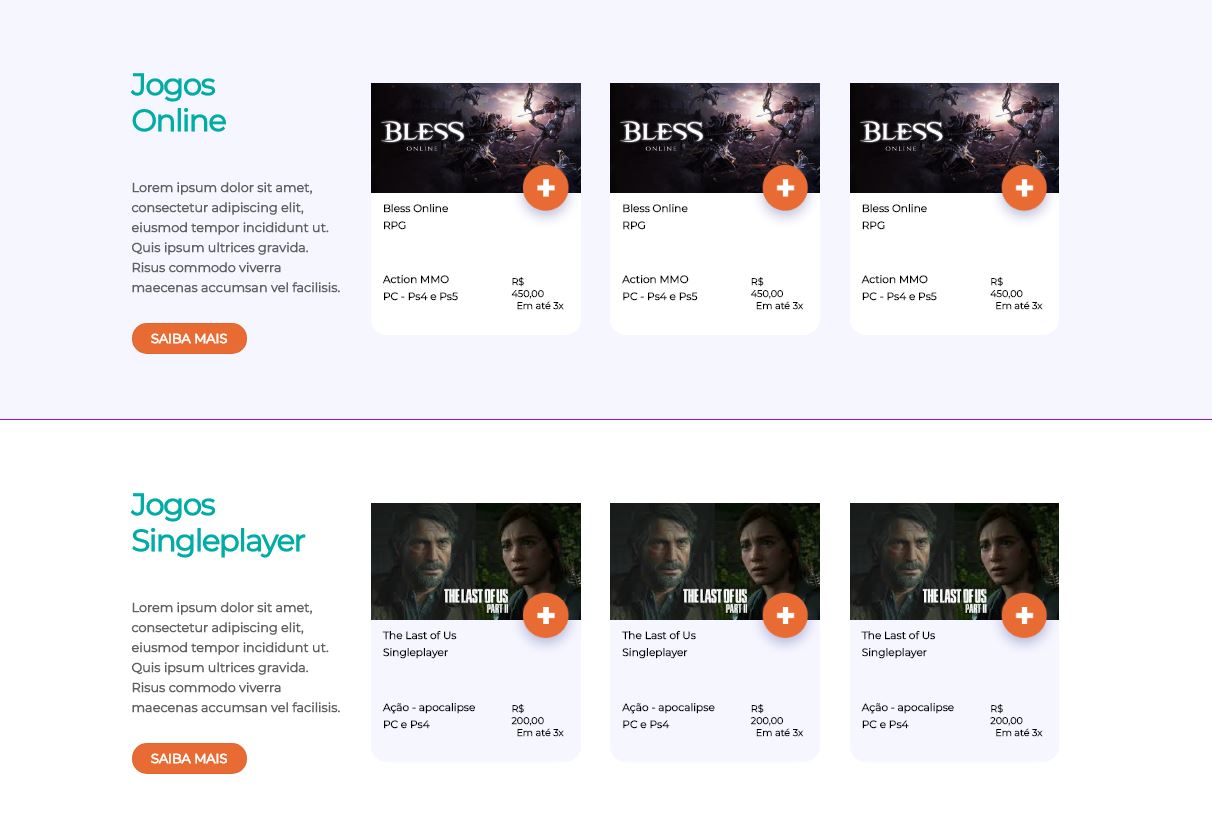 Jogos
Online
Lorem ipsum dolor sit amet,
consectetur adipiscing elit,
eiusmod tempor incididunt ut.
Quis ipsum ultrices gravida.
Risus commodo viverra
maecenas accumsan vel facilisis.
SAIBA MAIS
BLESS
ONLINE
Bless Online
RPG
Action MMO
PC - Ps4 e Ps5
R$
450,00
Em até 3x
BLESS
ONLINE
Bless Online
RPG
Action MMO
PC - Ps4 e Ps5
R$
450,00
Em até 3x
BLESS
ONLINE
Bless Online
RPG
Action MMO
PC - Ps4 e Ps5
R$
450,00
Em até 3x
Jogos
Singleplayer
Lorem ipsum dolor sit amet,
consectetur adipiscing elit,
eiusmod tempor incididunt ut.
Quis ipsum ultrices gravida.
Risus commodo viverra
maecenas accumsan vel facilisis.
SAIBA MAIS
THE LAST OF US
PART II
The Last of Us
Singleplayer
Ação - apocalipse
PC e Ps4
R$
200,00
Em até 3x
THE LAST OF US
PART II
The Last of Us
Singleplayer
Ação - apocalipse
PC e Ps4
R$
200,00
Em até 3x
THE LAST OF US
PART II
The Last of Us
Singleplayer
Ação - apocalipse
PC e Ps4
R$
200,00
Em até 3x